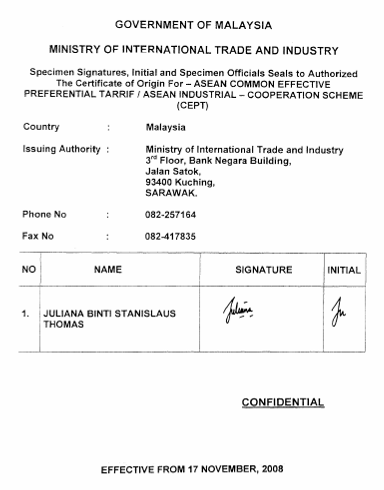 GOVERNMENT OF MALAYSIA
MINISTRY OF INTERNATIONAL TRADE AND INDUSTRY
Specimen Signatures, Initial and Specimen Officials Seals to Authorized
The Certificate of Origin For – ASEAN COMMON EFFECTIVE
PREFERENTIAL TARRIF / ASEAN INDUSTRIAL – COOPERATION SCHEME
(CEPT)
Country : Malaysia
Issuing Authority : Ministry of International Trade and Industry
3rd Floor, Bank Negara Building,
Jalan Satok,
93400 Kuching,
SARAWAK.
Phone No : 082-257164
Fax No : 082-417835
NO NAME SIGNATURE INITIAL
1. JULIANA BINTI STANISLAUS Juliana Ju
THOMAS
CONFIDENTIAL
EFFECTIVE FROM 17 NOVEMBER, 2008